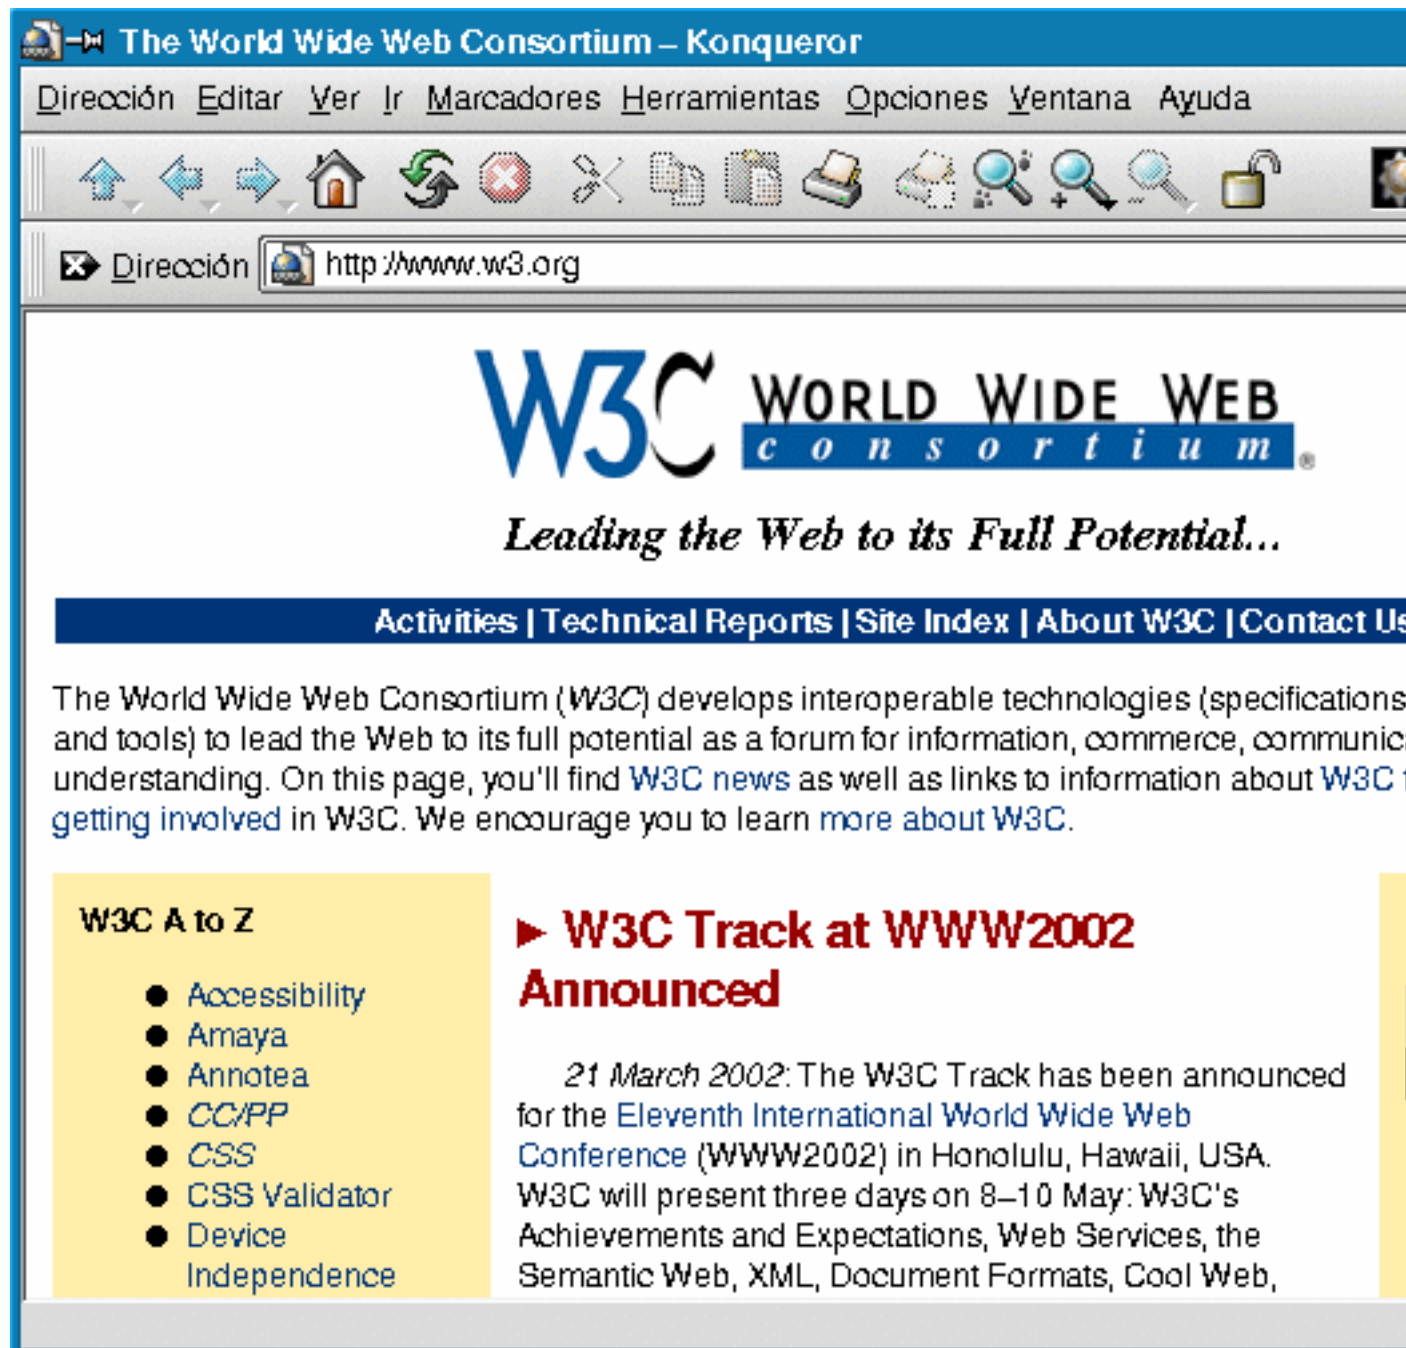 The World Wide Web Consortium – Konqueror
Dirección Editar Ver Ir Marcadores Herramientas Opciones Ventana Ayuda
Dirección http://www.w3.org
W3C WORLD WIDE WEB
consortium ®
Leading the Web to its Full Potential...
Activities | Technical Reports | Site Index | About W3C | Contact Us
The World Wide Web Consortium (W3C) develops interoperable technologies (specifications
and tools) to lead the Web to its full potential as a forum for information, commerce,
understanding. On this page, you'll find W3C news as well as links to information about W3C
getting involved in W3C. We encourage you to learn more about W3C.
W3C A to Z
Accessibility
Amaya
Annotea
CC/PP
CSS
CSS Validator
Device
Independence
► W3C Track at WWW2002
Announced
21 March 2002: The W3C Track has been announced
for the Eleventh International World Wide Web
Conference (WWW2002) in Honolulu, Hawaii, USA.
W3C will present three days on 8–10 May: W3C's
Achievements and Expectations, Web Services, the
Semantic Web, XML, Document Formats, Cool Web,